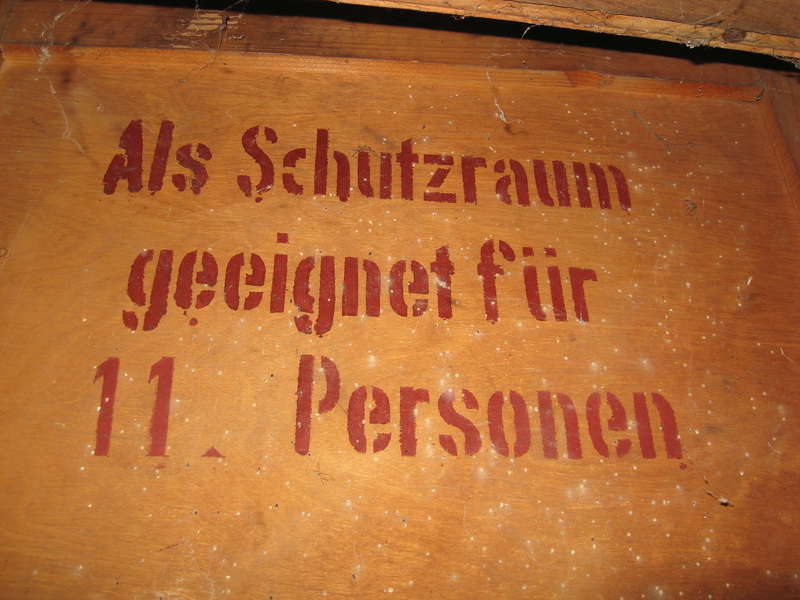 Als Schutzraum
geeignet für
11. Personen